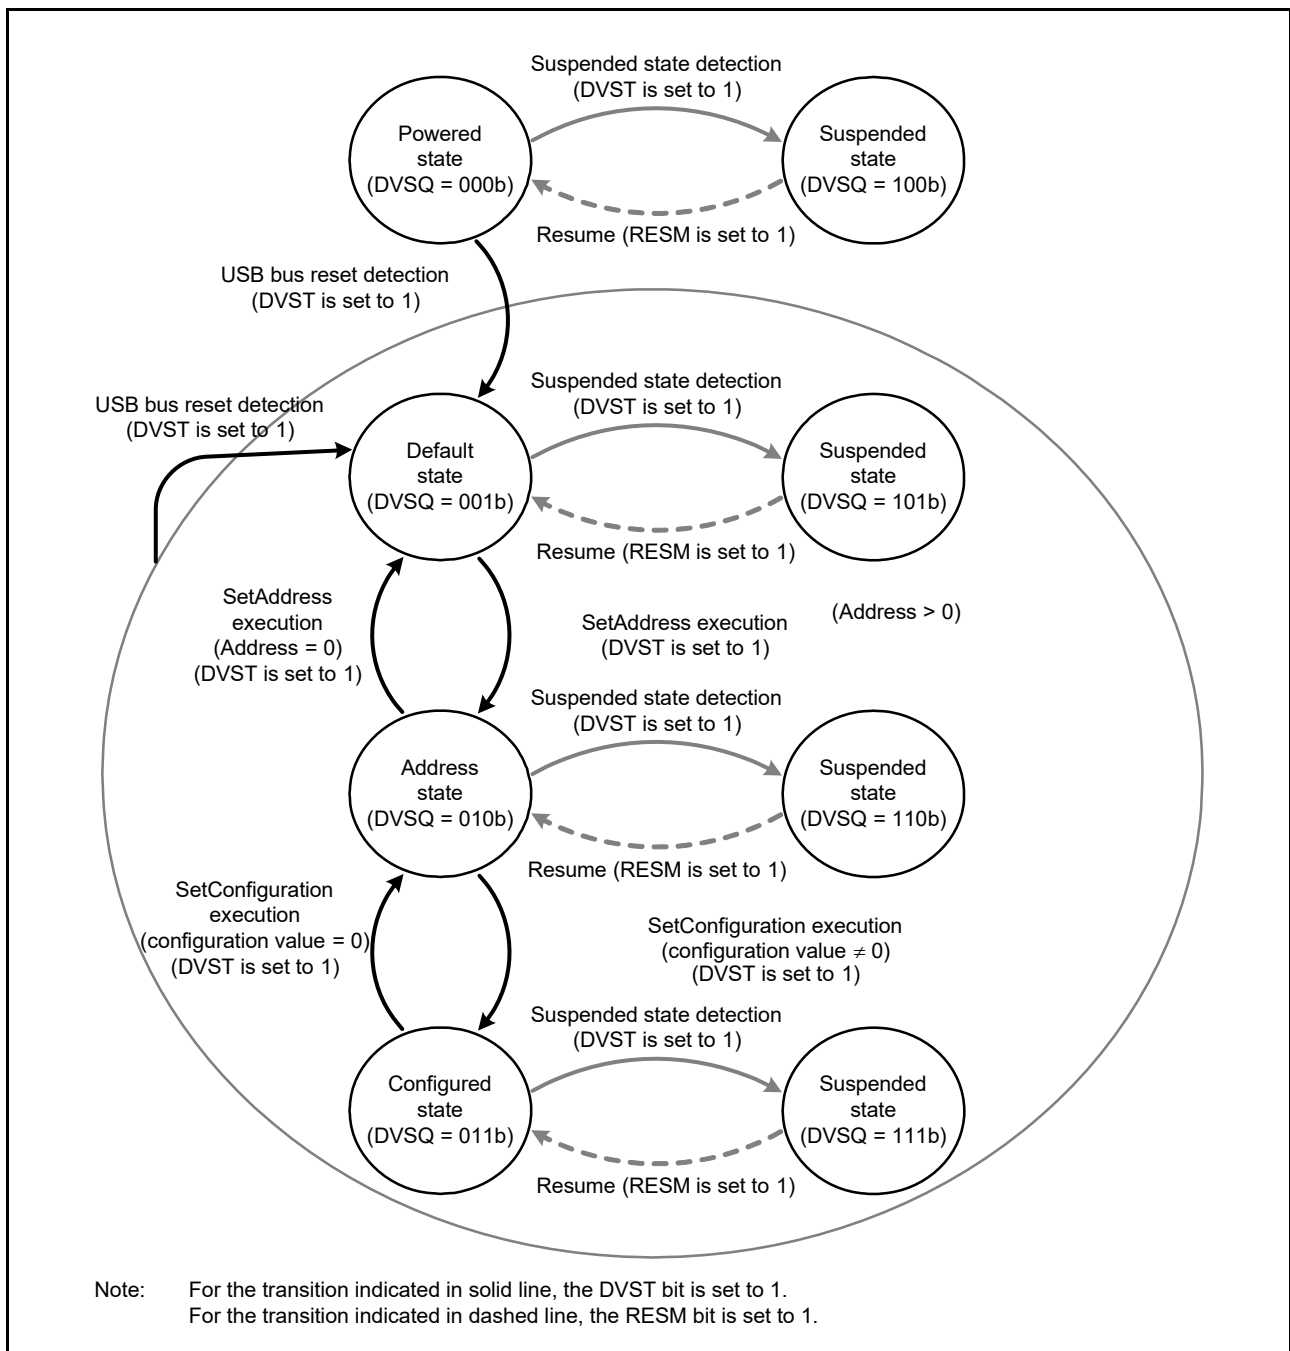 Suspended state detection
(DVST is set to 1)
Powered
state
(DVSQ = 000b)
Suspended
state
(DVSQ = 100b)
Resume (RESM is set to 1)
USB bus reset detection
(DVST is set to 1)
Suspended state detection
(DVST is set to 1)
USB bus reset detection
(DVST is set to 1)
Default
state
(DVSQ = 001b)
Suspended
state
(DVSQ = 101b)
Resume (RESM is set to 1)
SetAddress
execution
(Address = 0)
(DVST is set to 1)
SetAddress execution
(DVST is set to 1)
(Address > 0)
Suspended state detection
(DVST is set to 1)
Address
state
(DVSQ = 010b)
Suspended
state
(DVSQ = 110b)
Resume (RESM is set to 1)
SetConfiguration
execution
(configuration value = 0)
(DVST is set to 1)
SetConfiguration execution
(configuration value ≠ 0)
(DVST is set to 1)
Suspended state detection
(DVST is set to 1)
Configured
state
(DVSQ = 011b)
Suspended
state
(DVSQ = 111b)
Resume (RESM is set to 1)
Note: For the transition indicated in solid line, the DVST bit is set to 1.
For the transition indicated in dashed line, the RESM bit is set to 1.